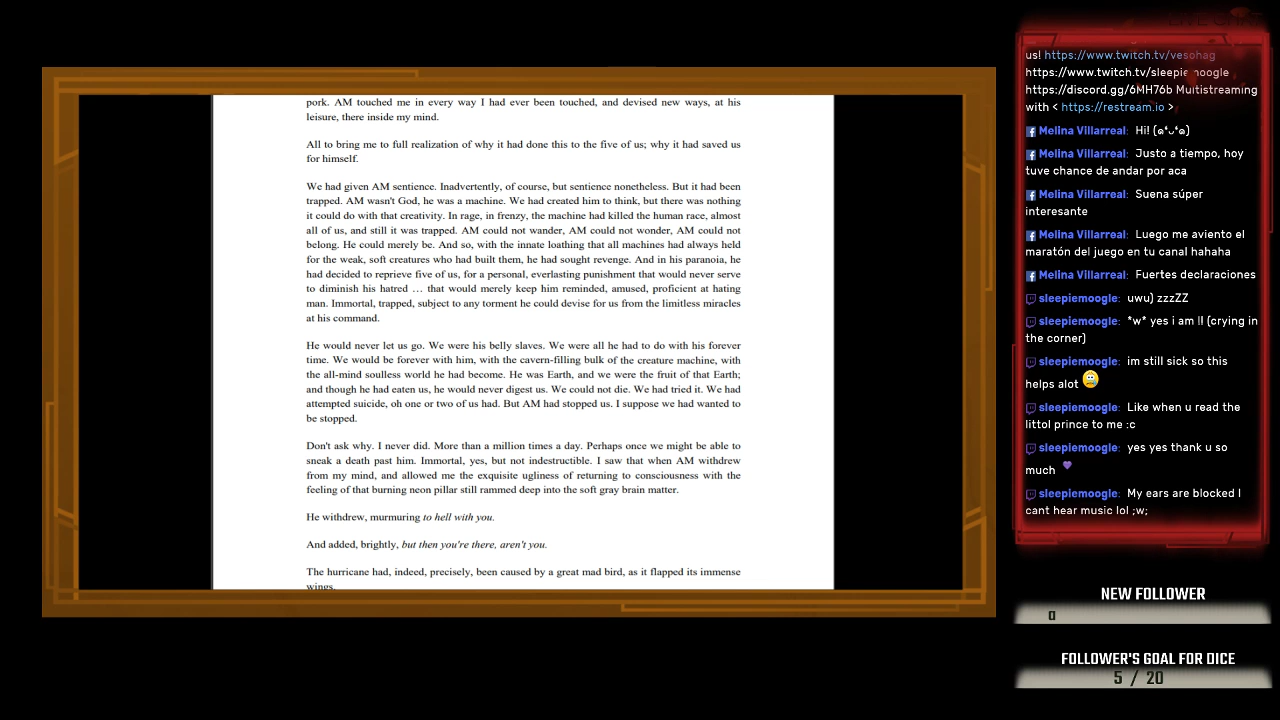 pork. AM touched me in every way I had ever been touched, and devised new ways, at his
leisure, there inside my mind.
All to bring me to full realization of why it had done this to the five of us; why it had saved us
for himself.
We had given AM sentience. Inadvertently, of course, but sentience nonetheless. But it had been
trapped. AM wasn't God, he was a machine. We had created him to think, but there was nothing
it could do with that creativity. In rage, in frenzy, the machine had killed the human race, almost
all of us, and still it was trapped. AM could not wander, AM could not wonder, AM could not
belong. He could merely be. And so, with the innate loathing that all machines had always held
for the weak, soft creatures who had built them, he had sought revenge. And in his paranoia, he
had decided to reprieve five of us, for a personal, everlasting punishment that would never serve
to diminish his hatred … that would merely keep him reminded, amused, proficient at hating
man. Immortal, trapped, subject to any torment he could devise for us from the limitless miracles
at his command.
He would never let us go. We were his belly slaves. We were all he had to do with his forever
time. We would be forever with him, with the cavern-filling bulk of the creature machine, with
the all-mind soulless world he had become. He was Earth, and we were the fruit of that Earth;
and though he had eaten us, he would never digest us. We could not die. We had tried it. We had
attempted suicide, oh one or two of us had. But AM had stopped us. I suppose we had wanted to
be stopped.
Don't ask why. I never did. More than a million times a day. Perhaps once we might be able to
sneak a death past him. Immortal, yes, but not indestructible. I saw that when AM withdrew
from my mind, and allowed me the exquisite ugliness of returning to consciousness with the
feeling of that burning neon pillar still rammed deep into the soft gray brain matter.
He withdrew, murmuring to hell with you.
And added, brightly, but then you're there, aren't you.
The hurricane had, indeed, precisely, been caused by a great mad bird, as it flapped its immense
wings.
us! https://www.twitch.tv/vesohag
https://www.twitch.tv/sleepiemoogle
https://discord.gg/6MH76b Multistreaming
with < https://restream.io >
Melina Villarreal: Hi! (๑❛ᴗ❛๑)
Melina Villarreal: Justo a tiempo, hoy
tuve chance de andar por aca
Melina Villarreal: Suena súper
interesante
Melina Villarreal: Luego me aviento el
maratón del juego en tu canal hahaha
Melina Villarreal: Fuertes declaraciones
sleepiemoogle: uwu) zzzZZ
sleepiemoogle: *w* yes i am I! (crying in
the corner)
sleepiemoogle: im still sick so this
helps alot
sleepiemoogle: Like when u read the
littol prince to me :c
sleepiemoogle: yes yes thank u so
much
sleepiemoogle: My ears are blocked I
cant hear music lol ;w;
NEW FOLLOWER
0
FOLLOWER'S GOAL FOR DICE
5 / 20